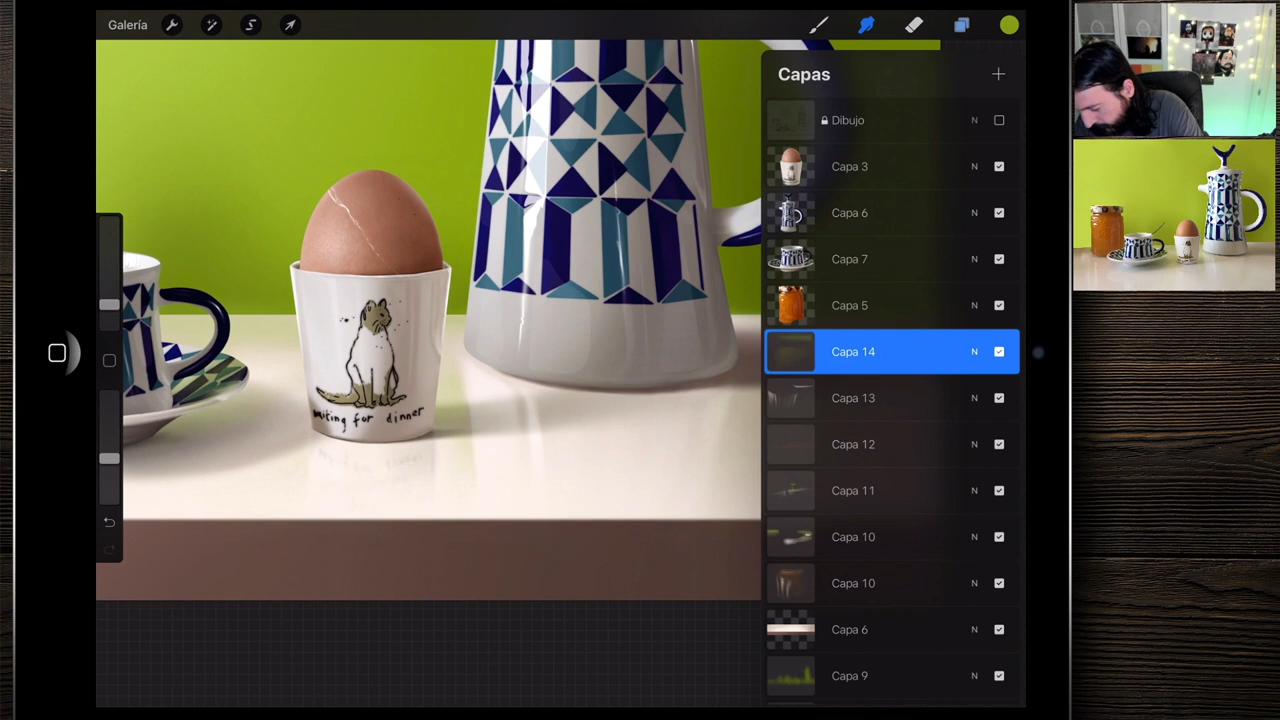 Galería
Capas
Dibujo N
Capa 3 N
Capa 6 N
Capa 7 N
Capa 5 N
Capa 14 N
Capa 13 N
Capa 12 N
Capa 11 N
Capa 10 N
Capa 10 N
Capa 6 N
Capa 9 N
waiting for dinner